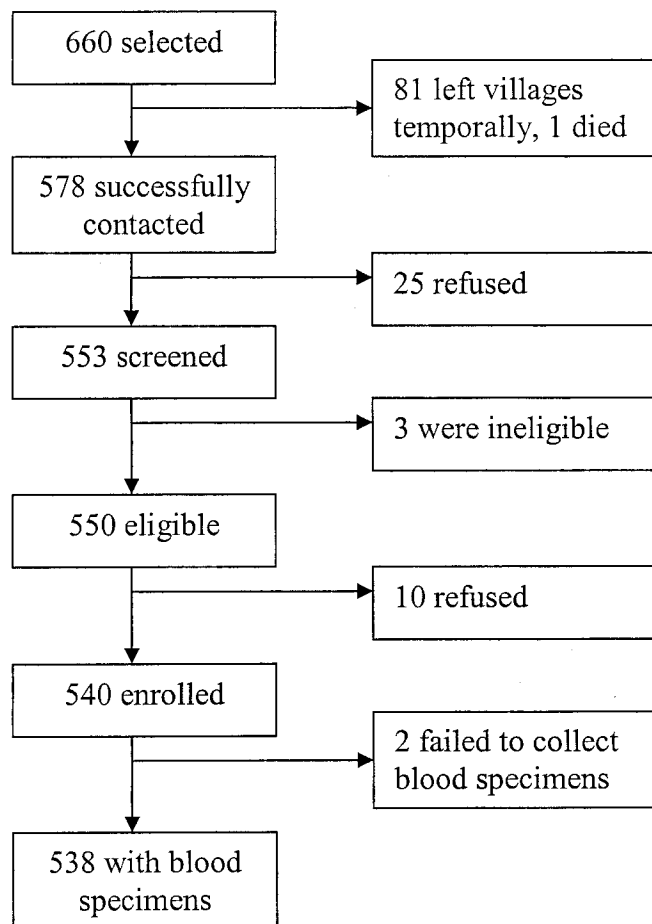 660 selected
81 left villages
temporally, 1 died
578 successfully
contacted
25 refused
553 screened
3 were ineligible
550 eligible
10 refused
540 enrolled
2 failed to collect
blood specimens
538 with blood
specimens